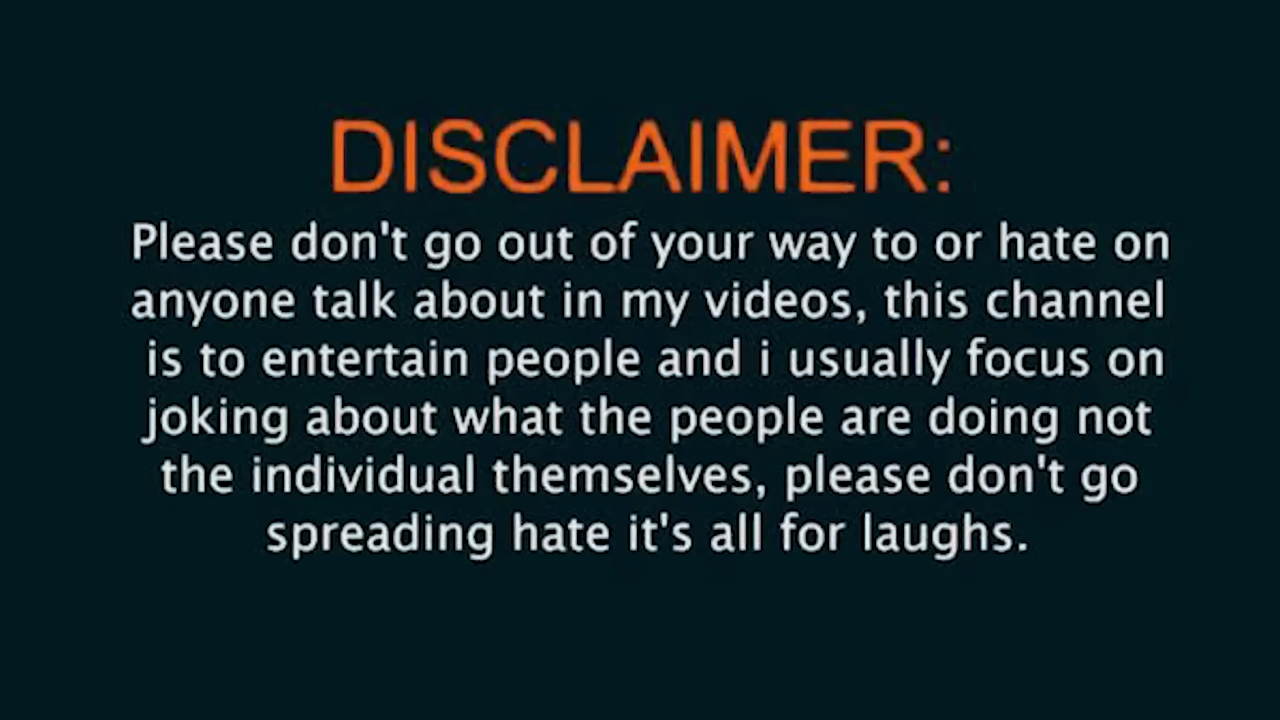 DISCLAIMER:
Please don't go out of your way to or hate on
anyone talk about in my videos, this channel
is to entertain people and i usually focus on
joking about what the people are doing not
the individual themselves, please don't go
spreading hate it's all for laughs.